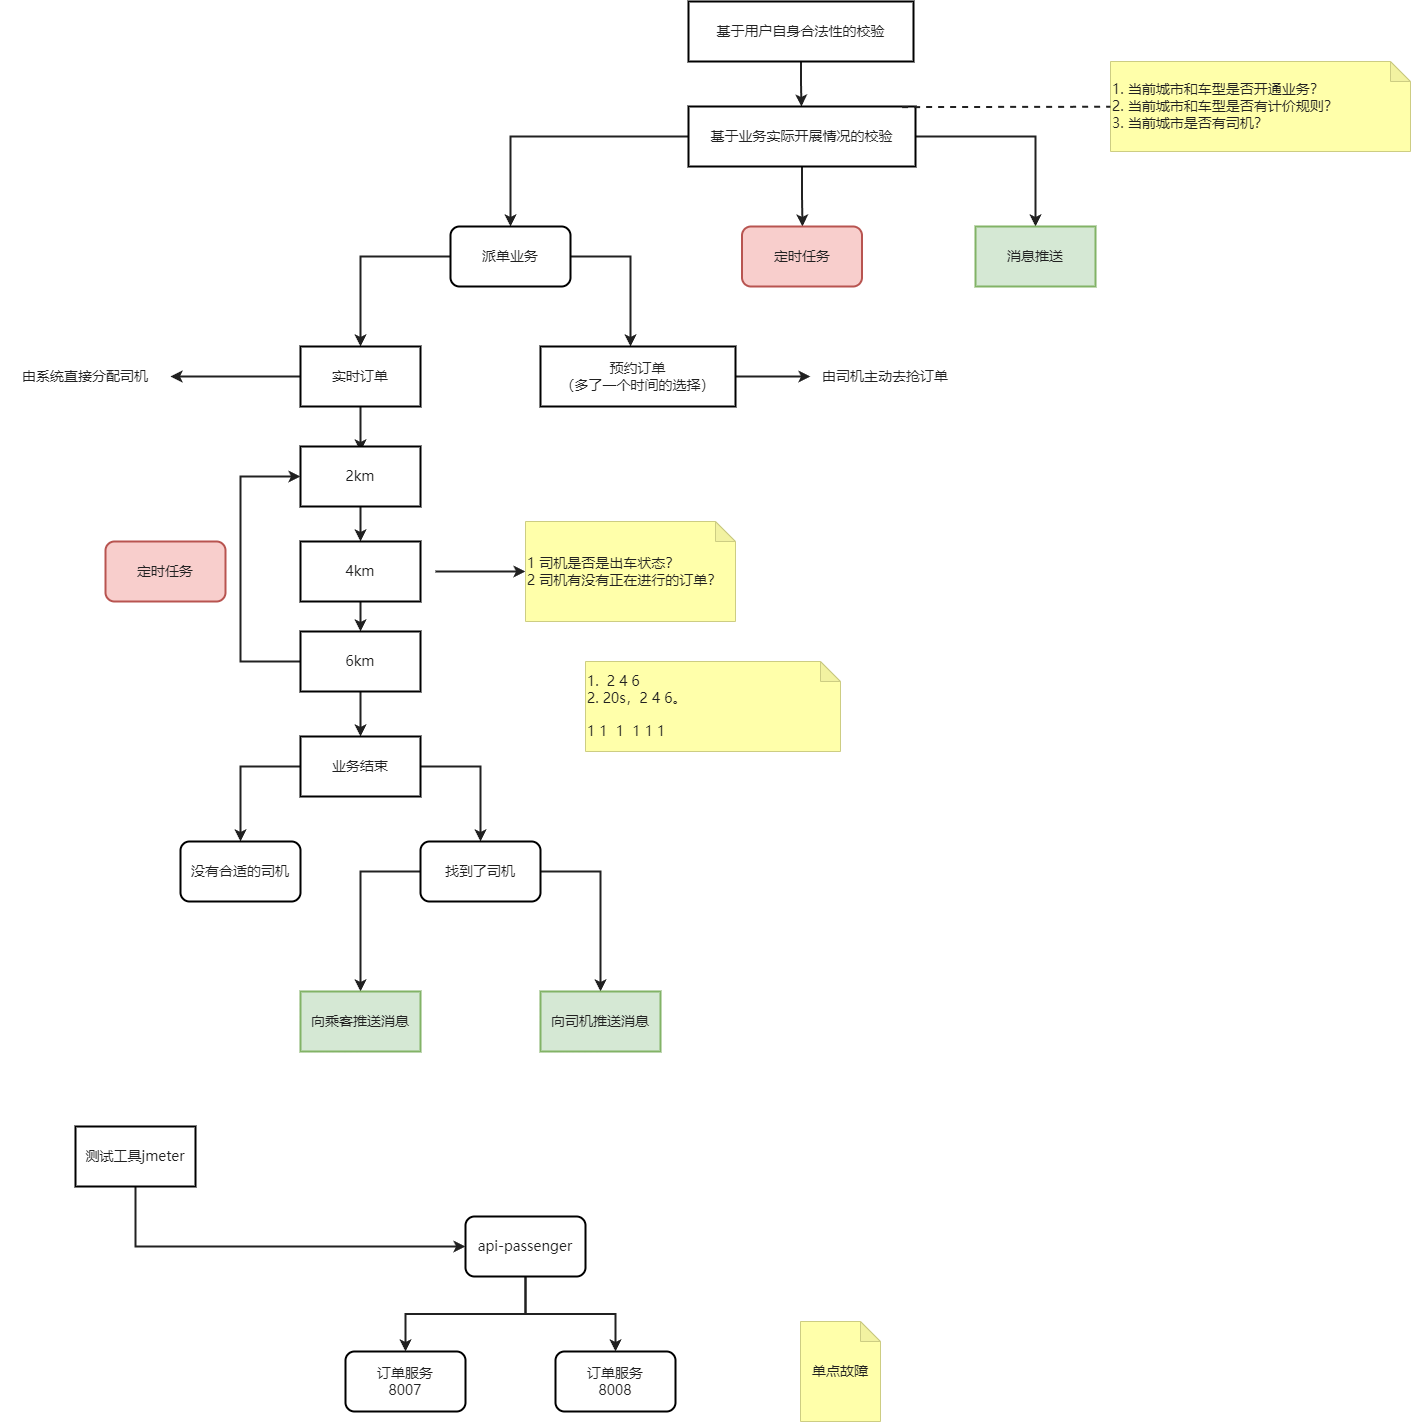 基于用户自身合法性的校验
1. 当前城市和车型是否开通业务？
2. 当前城市和车型是否有计价规则？
3. 当前城市是否有司机？
基于业务实际开展情况的校验
派单业务
定时任务
消息推送
由系统直接分配司机
实时订单
预约订单
（多了一个时间的选择）
由司机主动去抢订单
2km
定时任务
4km
1 司机是否是出车状态？
2 司机有没有正在进行的订单？
6km
1.  2 4 6
2. 20s，2 4 6。
1 1  1  1 1 1
业务结束
没有合适的司机
找到了司机
向乘客推送消息
向司机推送消息
测试工具jmeter
api-passenger
订单服务
8007
订单服务
8008
单点故障